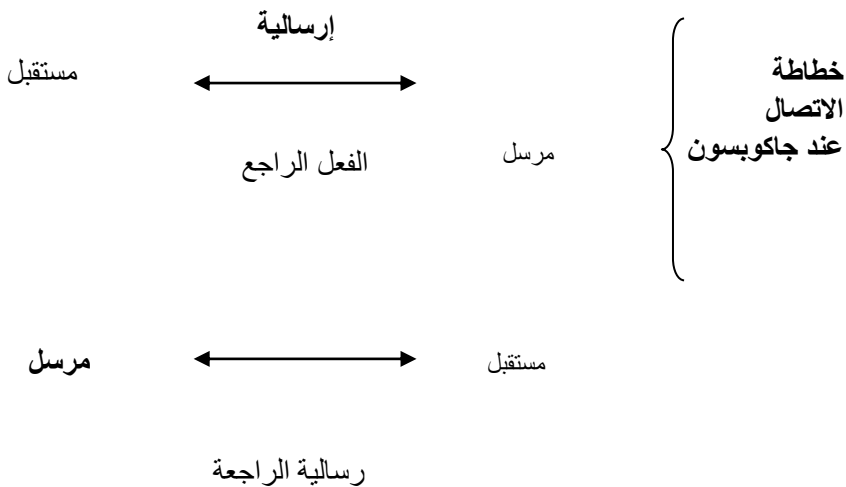 خطاطة
الاتصال
عند جاكوبسون
إرسالية
مستقبل
مرسل
الفعل الراجع
مستقبل
مرسل
رسالية الراجعة